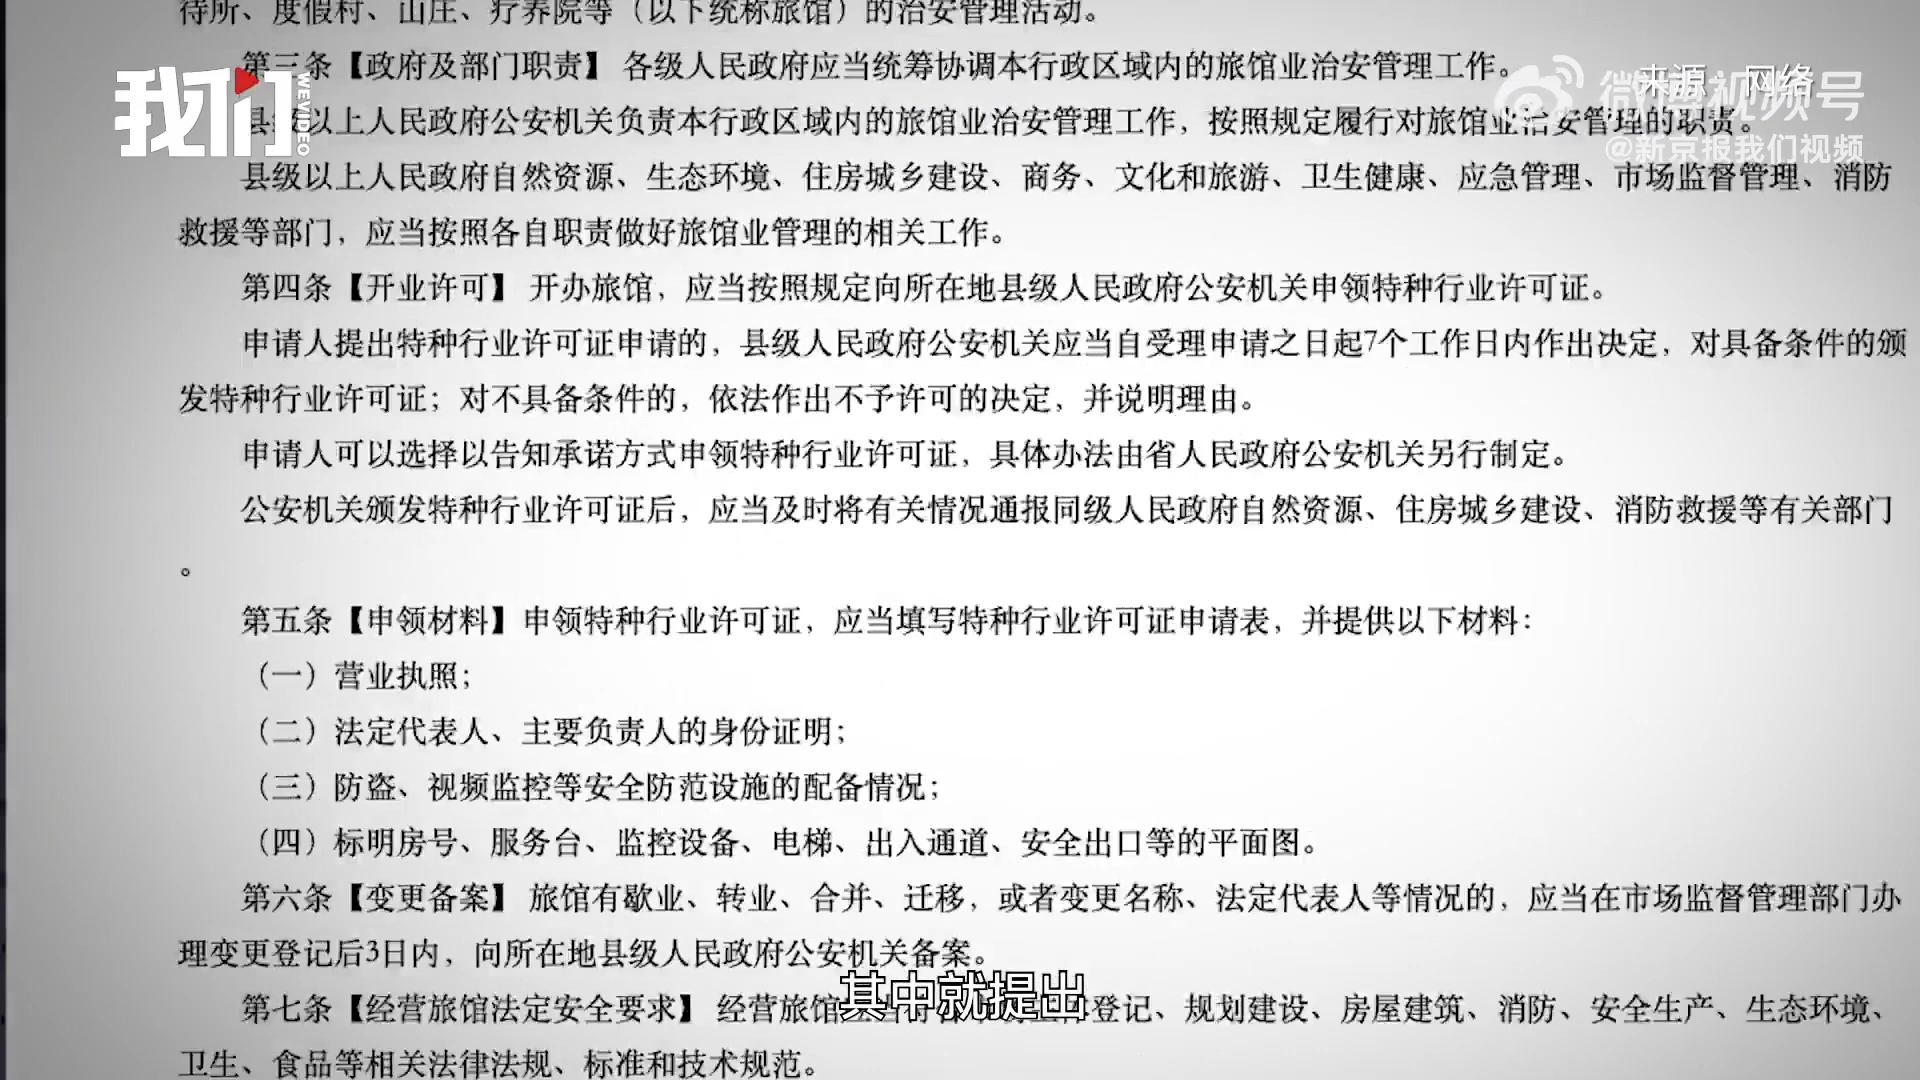 待所、度假村、山庄、疗养院等（以下统称旅馆）的治安管理活动。
第三条【政府及部门职责】 各级人民政府应当统筹协调本行政区域内的旅馆业治安管理工作。
县级以上人民政府公安机关负责本行政区域内的旅馆业治安管理工作，按照规定履行对旅馆业治安管理的职责。
县级以上人民政府自然资源、生态环境、住房城乡建设、商务、文化和旅游、卫生健康、应急管理、市场监督管理、消防
救援等部门，应当按照各自职责做好旅馆业管理的相关工作。
第四条【开业许可】 开办旅馆，应当按照规定向所在地县级人民政府公安机关申领特种行业许可证。
申请人提出特种行业许可证申请的，县级人民政府公安机关应当自受理申请之日起7个工作日内作出决定，对具备条件的颁
发特种行业许可证；对不具备条件的，依法作出不予许可的决定，并说明理由。
申请人可以选择以告知承诺方式申领特种行业许可证，具体办法由省人民政府公安机关另行制定。
公安机关颁发特种行业许可证后，应当及时将有关情况通报同级人民政府自然资源、住房城乡建设、消防救援等有关部门
。
第五条【申领材料】申领特种行业许可证，应当填写特种行业许可证申请表，并提供以下材料：
（一）营业执照；
（二）法定代表人、主要负责人的身份证明；
（三）防盗、视频监控等安全防范设施的配备情况；
（四）标明房号、服务台、监控设备、电梯、出入通道、安全出口等的平面图。
第六条【变更备案】 旅馆有歇业、转业、合并、迁移，或者变更名称、法定代表人等情况的，应当在市场监督管理部门办
理变更登记后3日内，向所在地县级人民政府公安机关备案。
第七条【经营旅馆法定安全要求】 经营旅馆登记、规划建设、房屋建筑、消防、安全生产、生态环境、
卫生、食品等相关法律法规、标准和技术规范。
其中就提出
我们
WEVIDEO
来源 网络
微博视频号
@新京报我们视频